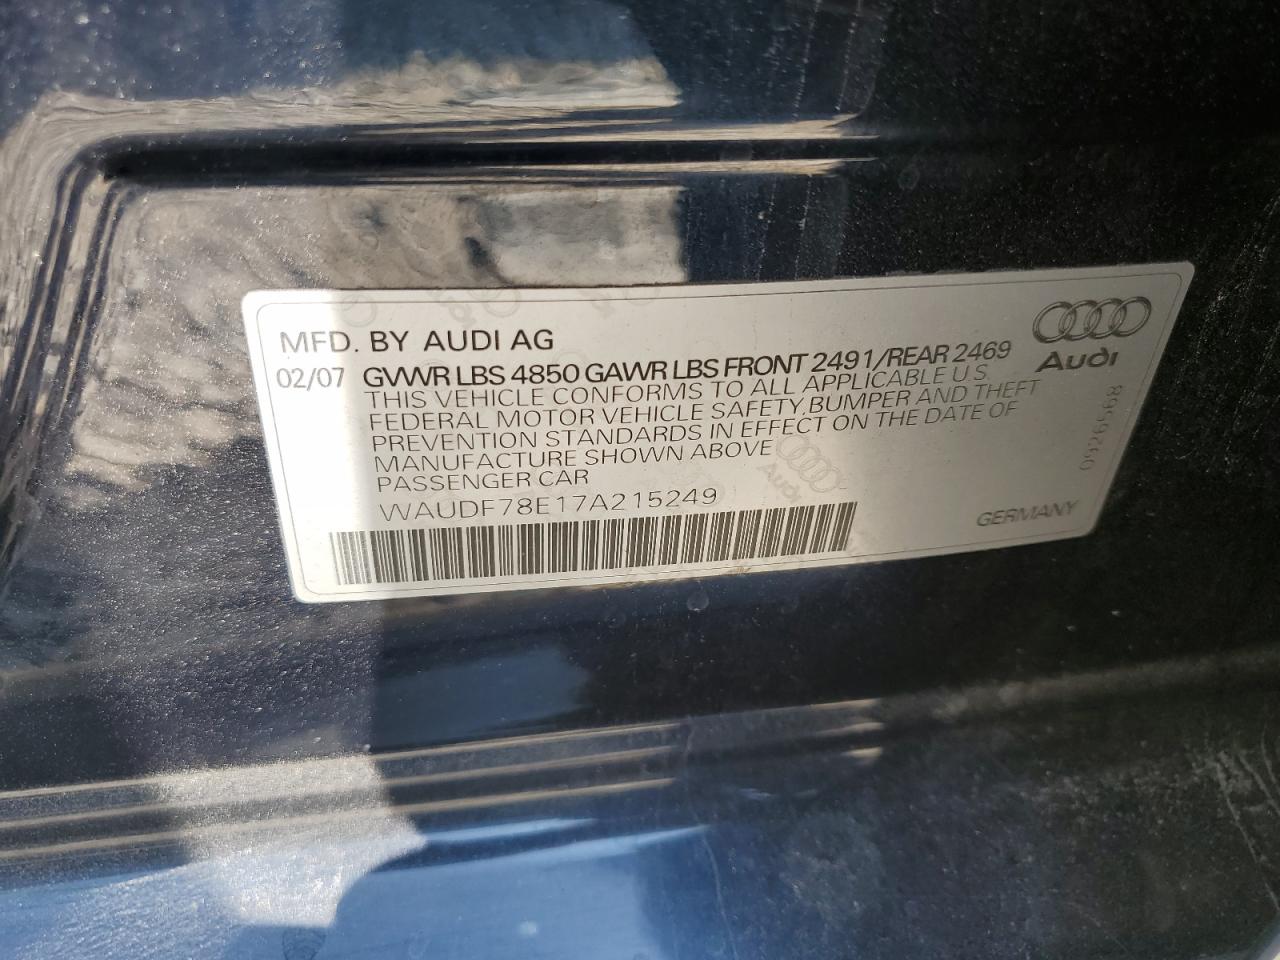 MFD. BY AUDI AG
02/07 GVWR LBS 4850 GAWR LBS FRONT 2491/REAR 2469
Audi
THIS VEHICLE CONFORMS TO ALL APPLICABLE U.S.
FEDERAL MOTOR VEHICLE SAFETY, BUMPER AND THEFT
PREVENTION STANDARDS IN EFFECT ON THE DATE OF
MANUFACTURE SHOWN ABOVE
PASSENGER CAR
Audi
WAUDF78E17A215249
GERMANY
0926568